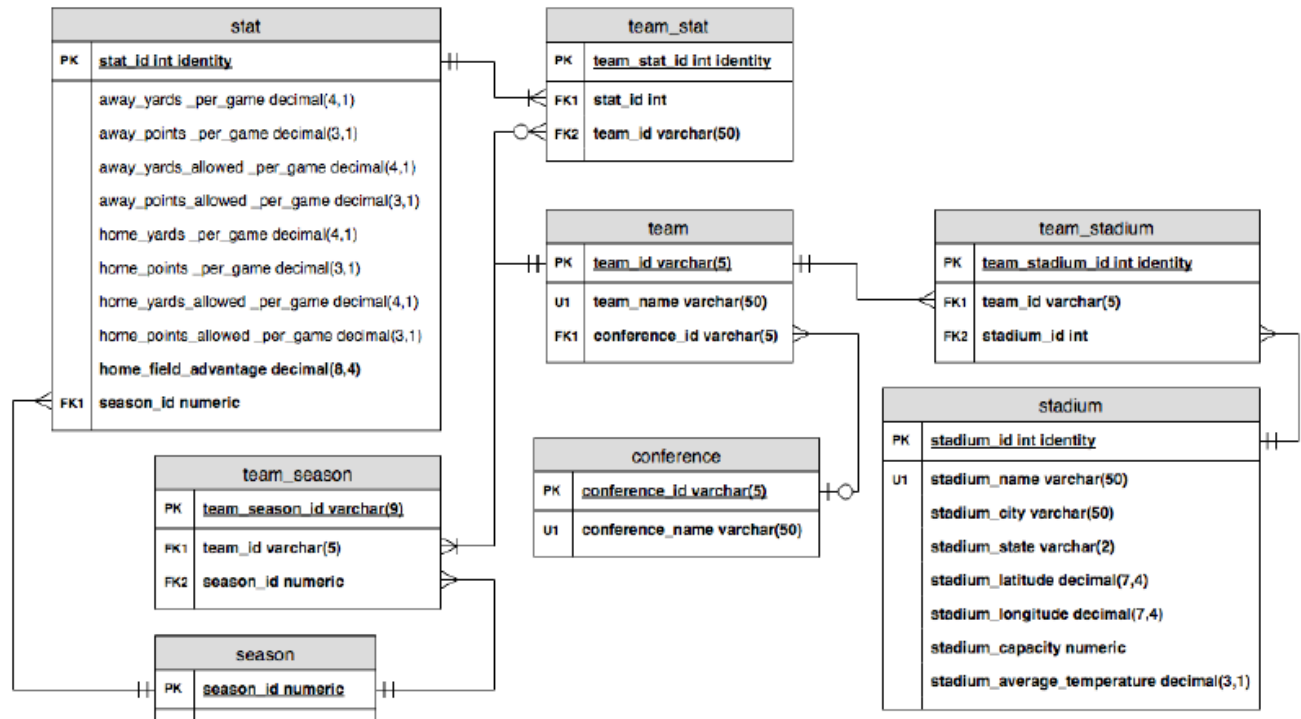 stat
PK stat_id int identity
away_yards _per_game decimal(4,1)
away_points _per_game decimal(3,1)
away_yards_allowed _per_game decimal(4,1)
away_points_allowed _per_game decimal(3,1)
home_yards _per_game decimal(4,1)
home_points _per_game decimal(3,1)
home_yards_allowed _per_game decimal(4,1)
home_points_allowed _per_game decimal(3,1)
home_field_advantage decimal(8,4)
FK1 season_id numeric
team_stat
PK team_stat_id int identity
FK1 stat_id int
FK2 team_id varchar(50)
team
PK team_id varchar(5)
U1 team_name varchar(50)
FK1 conference_id varchar(5)
team_stadium
PK team_stadium_id int identity
FK1 team_id varchar(5)
FK2 stadium_id int
stadium
PK stadium_id int identity
U1 stadium_name varchar(50)
stadium_city varchar(50)
stadium_state varchar(2)
stadium_latitude decimal(7,4)
stadium_longitude decimal(7,4)
stadium_capacity numeric
stadium_average_temperature decimal(3,1)
conference
PK conference_id varchar(5)
U1 conference_name varchar(50)
team_season
PK team_season_id varchar(9)
FK1 team_id varchar(5)
FK2 season_id numeric
season
PK season_id numeric